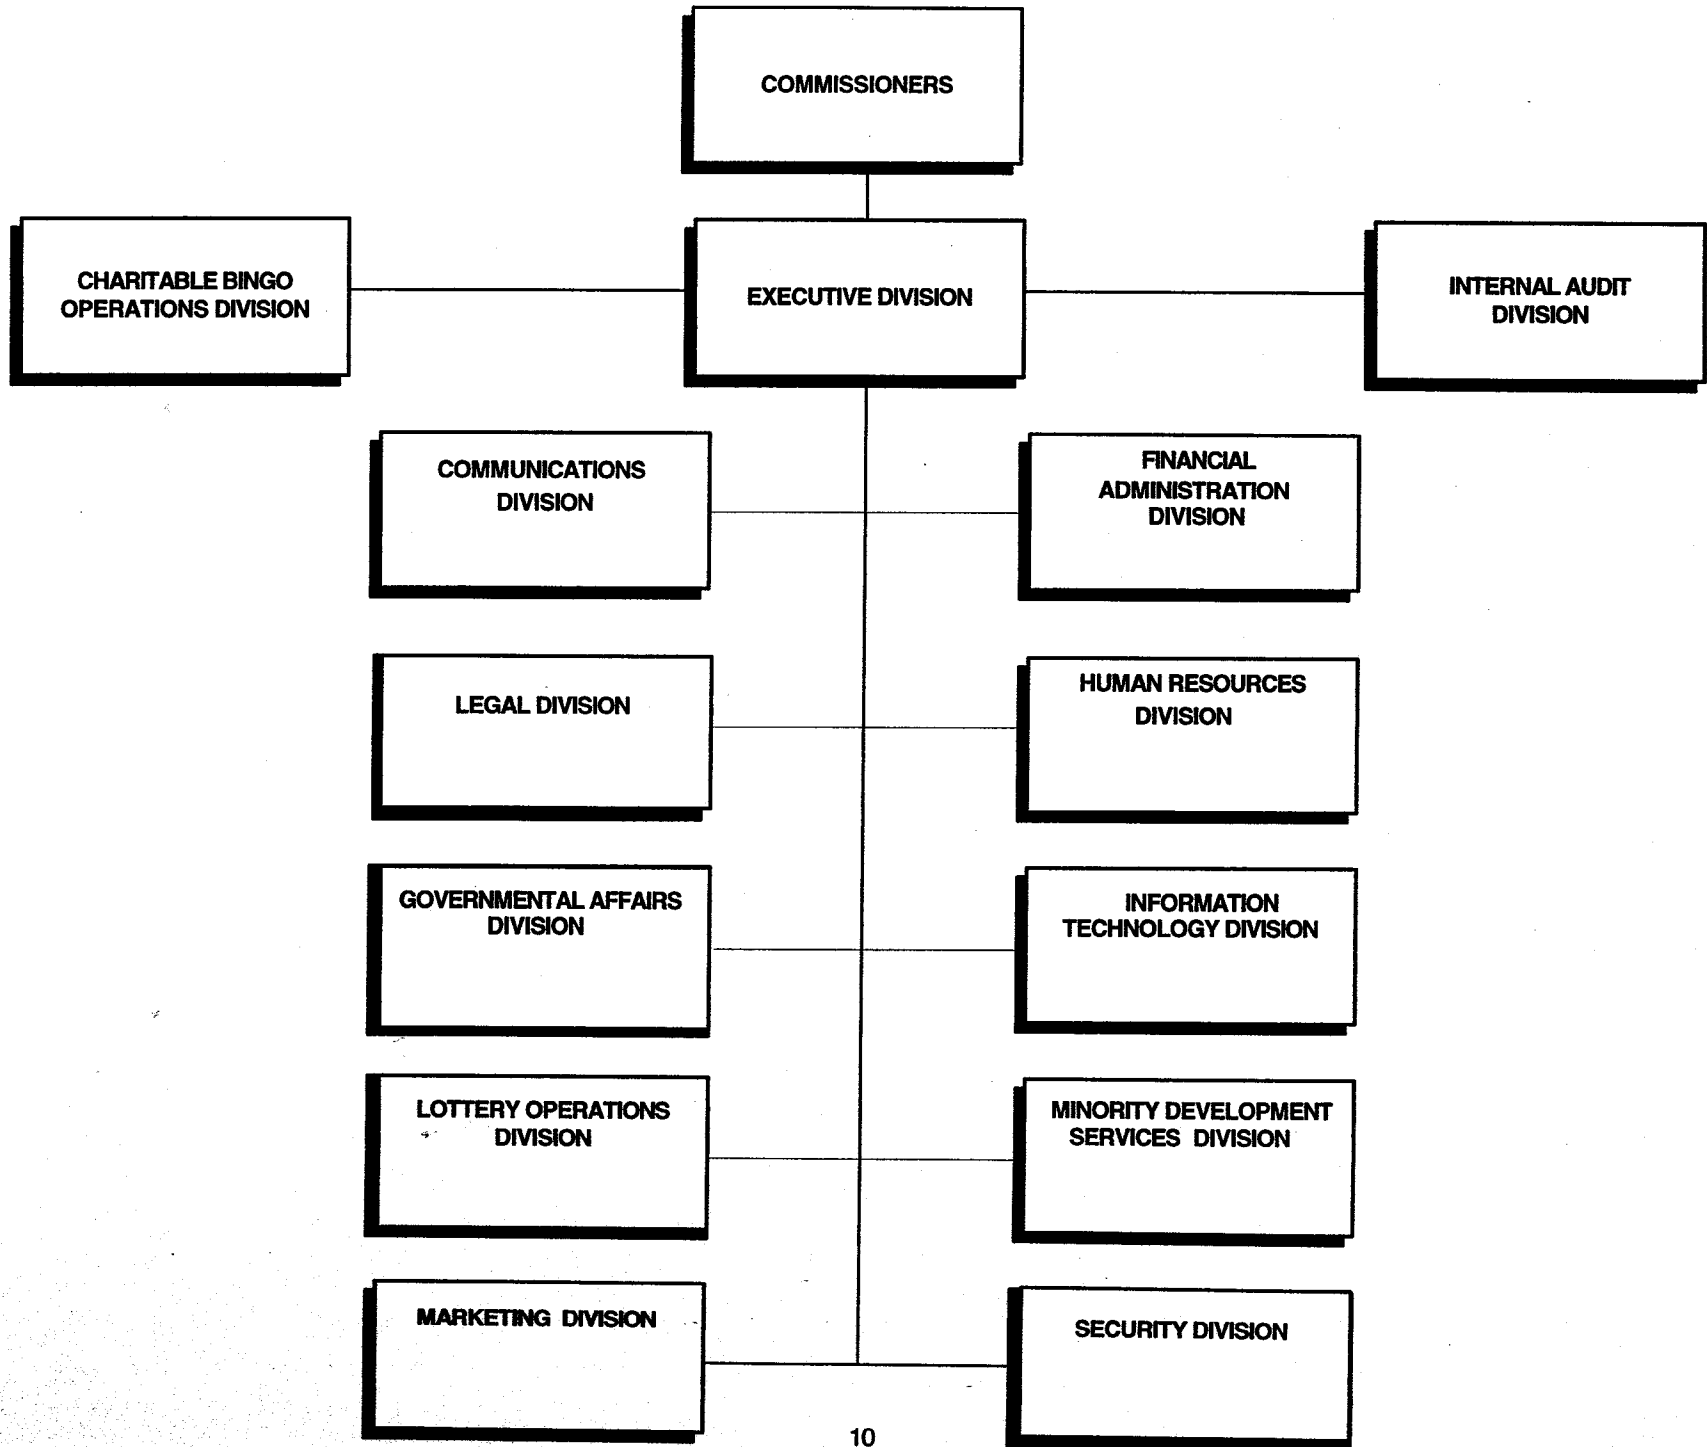 COMMISSIONERS
CHARITABLE BINGO
OPERATIONS DIVISION
EXECUTIVE DIVISION
INTERNAL AUDIT
DIVISION
COMMUNICATIONS
DIVISION
FINANCIAL
ADMINISTRATION
DIVISION
LEGAL DIVISION
HUMAN RESOURCES
DIVISION
GOVERNMENTAL AFFAIRS
DIVISION
INFORMATION
TECHNOLOGY DIVISION
LOTTERY OPERATIONS
DIVISION
MINORITY DEVELOPMENT
SERVICES DIVISION
MARKETING DIVISION
SECURITY DIVISION
10